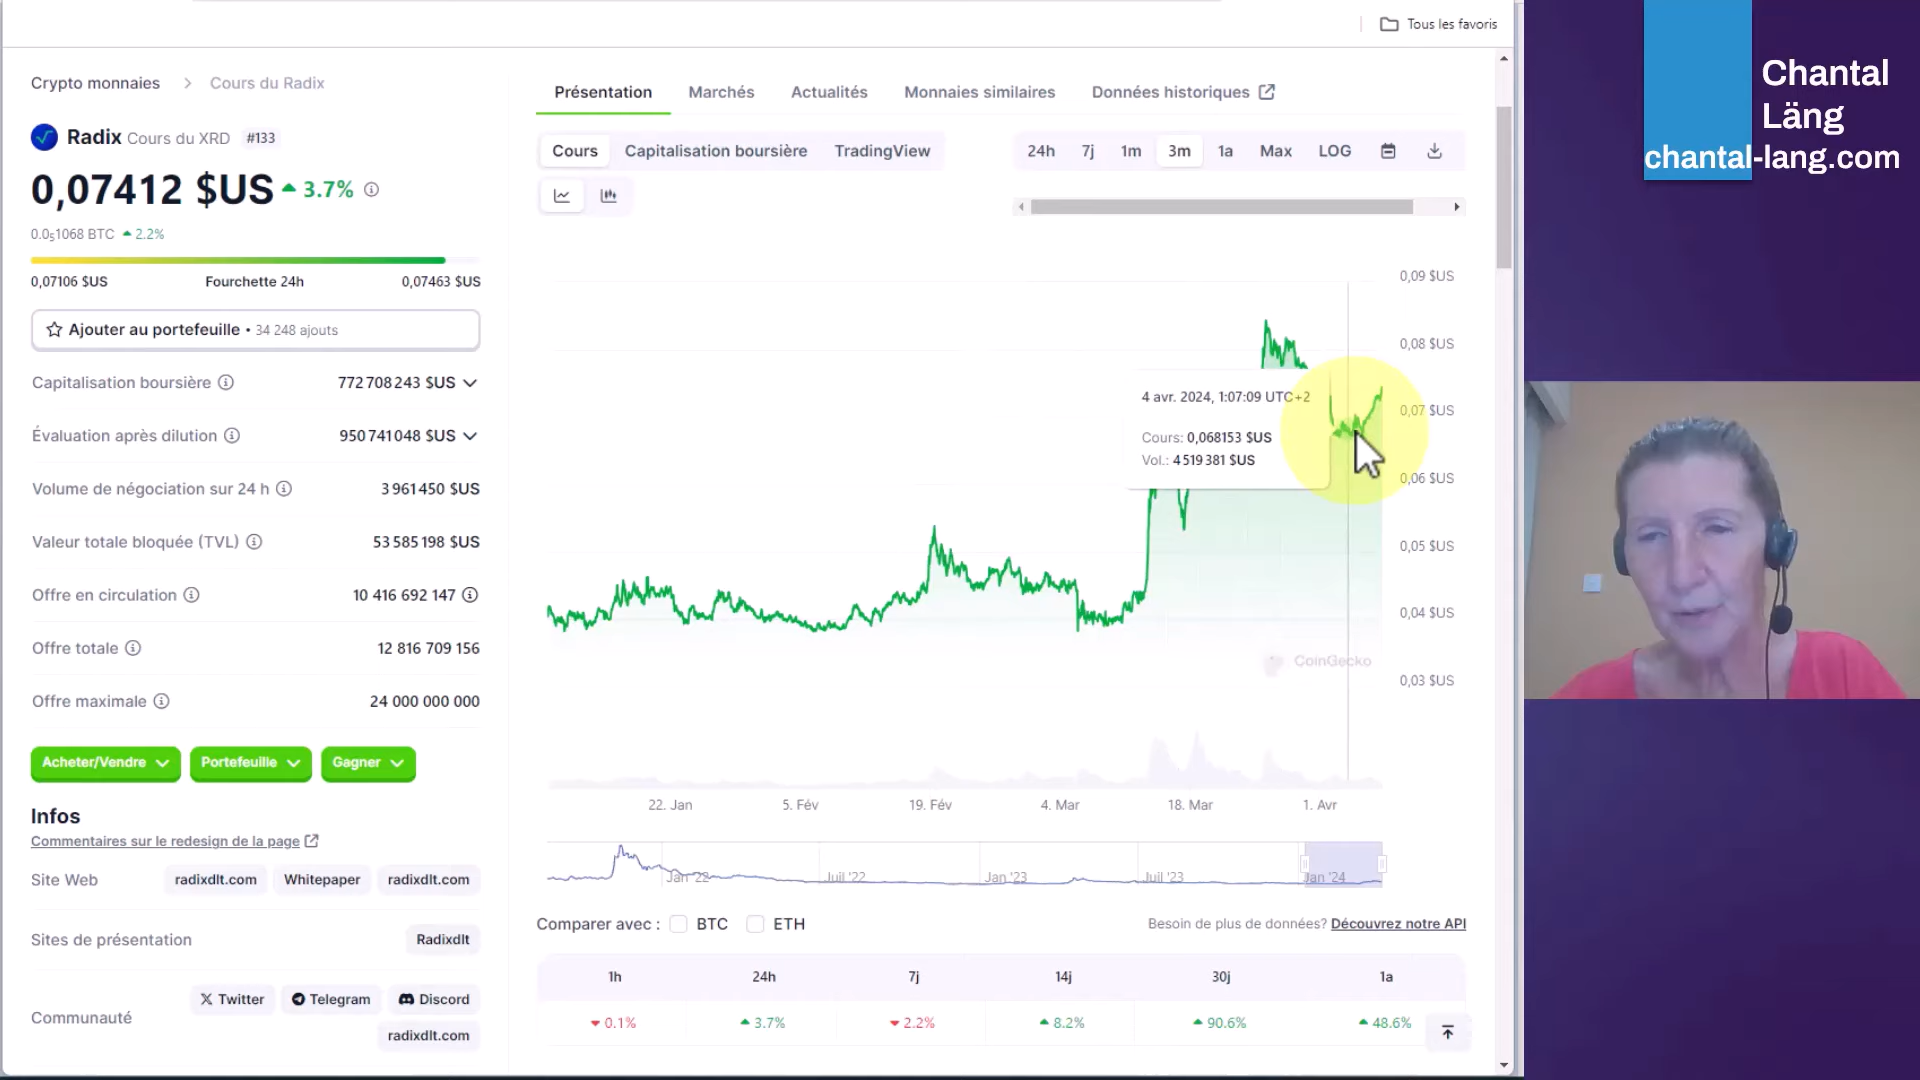 Tous les favoris
Chantal
Läng
chantal-lang.com
Crypto monnaies
Cours du Radix
Radix Cours du XRD #133
0,07412 $US 3.7%
0.0₅1068 BTC 2.2%
0,07106 $US Fourchette 24h 0,07463 $US
Ajouter au portefeuille • 34 248 ajouts
Capitalisation boursière 772 708 243 $US
Évaluation après dilution 950 741 048 $US
Volume de négociation sur 24 h 3 961 450 $US
Valeur totale bloquée (TVL) 53 585 198 $US
Offre en circulation 10 416 692 147
Offre totale 12 816 709 156
Offre maximale 24 000 000 000
Acheter/Vendre Portefeuille Gagner
Infos
Commentaires sur le redesign de la page
Site Web radixdlt.com Whitepaper radixdlt.com
Sites de présentation Radixdlt
Communauté Twitter Telegram Discord
radixdlt.com
Présentation Marchés Actualités Monnaies similaires Données historiques
Cours Capitalisation boursière TradingView
24h 7j 1m 3m 1a Max LOG
0,09 $US
0,08 $US
0,07 $US
0,06 $US
0,05 $US
0,04 $US
0,03 $US
4 avr. 2024, 1:07:09 UTC+2
Cours: 0,068153 $US
Vol.: 4 519 381 $US
CoinGecko
22. Jan 5. Fév 19. Fév 4. Mar 18. Mar 1. Avr
Jan '22 Juil '22 Jan '23 Juil '23 Jan '24
Comparer avec : BTC ETH
Besoin de plus de données? Découvrez notre API
1h 24h 7j 14j 30j 1a
0.1% 3.7% 2.2% 8.2% 90.6% 48.6%